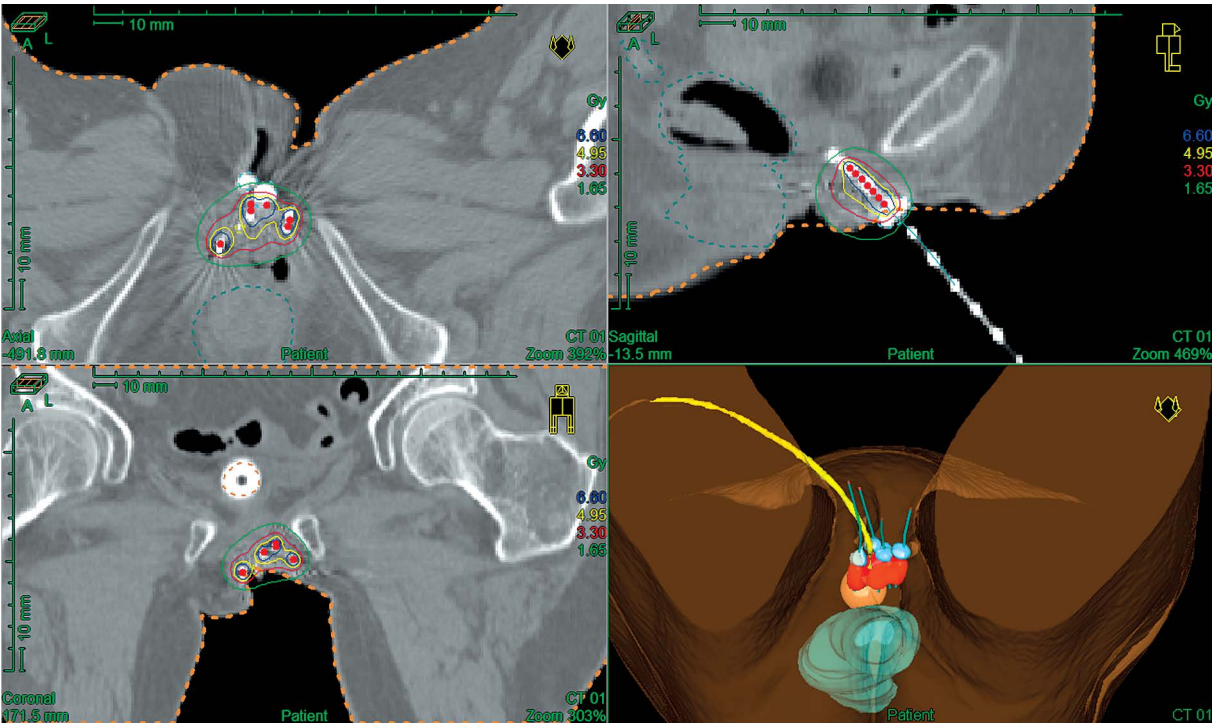 10 mm
A L
Gy
6.60
4.95
3.30
1.65
10 mm
Axial
-491.8 mm
Patient
CT 01
Zoom 392%
10 mm
A L
Gy
6.60
4.95
3.30
1.65
10 mm
Sagittal
-13.5 mm
Patient
CT 01
Zoom 469%
10 mm
A L
Gy
6.60
4.95
3.30
1.65
10 mm
Coronal
171.5 mm
Patient
CT 01
Zoom 303%
Patient
CT 01